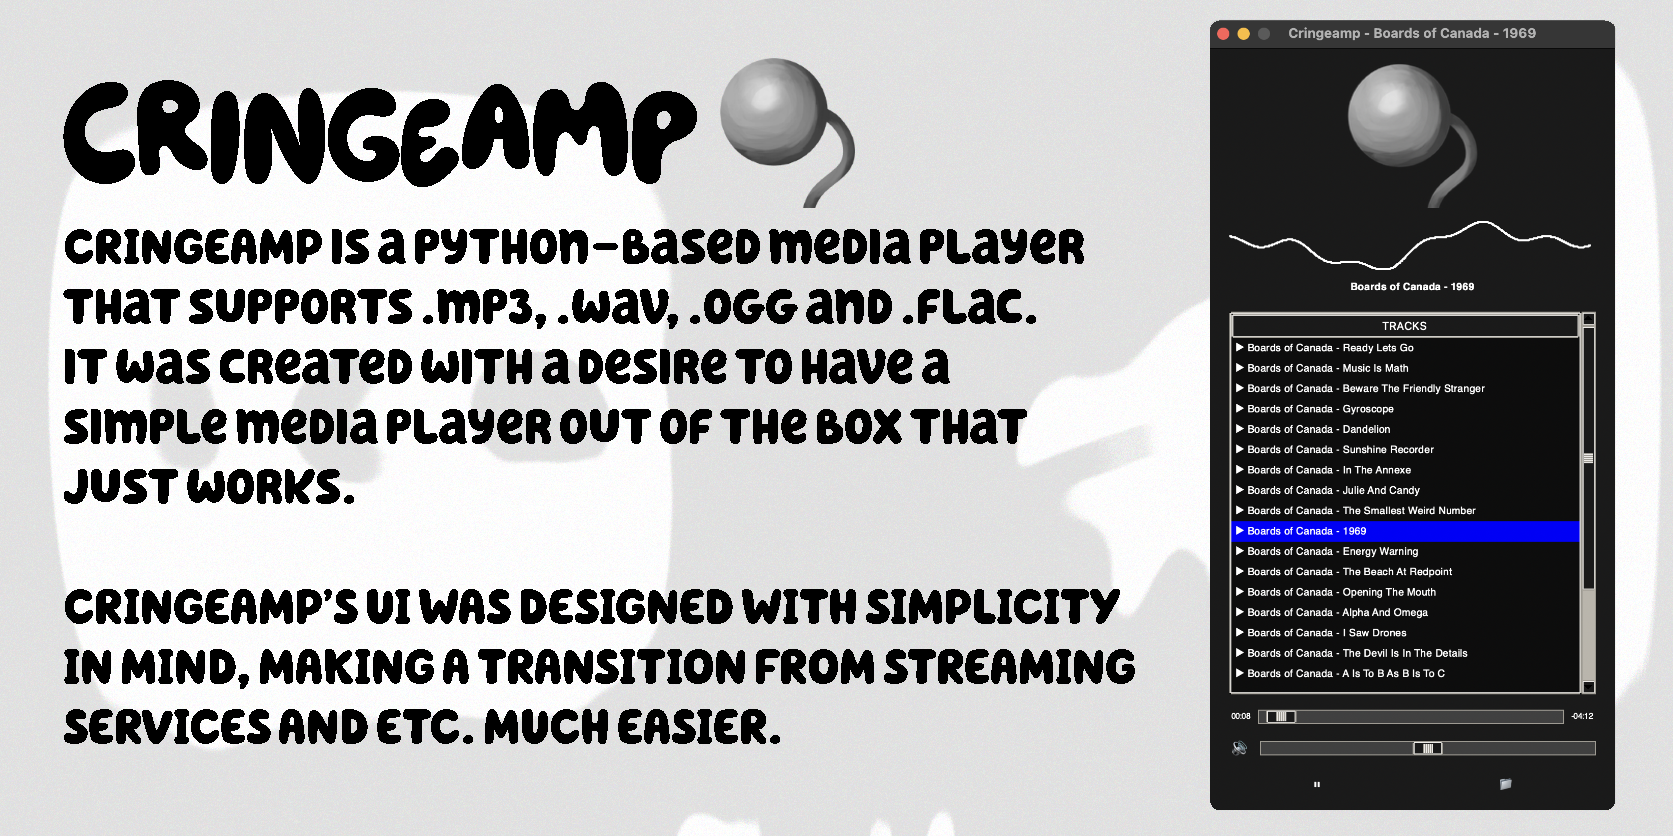 CRINGEAMP
CRINGEAMP IS a PYTHON-BASED MEDIA PLAYER
THAT SUPPORTS .MP3, .WAV, .OGG AND .FLAC.
IT WAS CREATED WITH A DESIRE TO HAVE A
SIMPLE MEDIA PLAYER OUT OF THE BOX THAT
JUST WORKS.
CRINGEAMP'S UI WAS DESIGNED WITH SIMPLICITY
IN MIND, MAKING A TRANSITION FROM STREAMING
SERVICES AND ETC. MUCH EASIER.
Cringeamp - Boards of Canada - 1969
Boards of Canada - 1969
TRACKS
Boards of Canada - Ready Lets Go
Boards of Canada - Music Is Math
Boards of Canada - Beware The Friendly Stranger
Boards of Canada - Gyroscope
Boards of Canada - Dandelion
Boards of Canada - Sunshine Recorder
Boards of Canada - In The Annexe
Boards of Canada - Julie And Candy
Boards of Canada - The Smallest Weird Number
Boards of Canada - 1969
Boards of Canada - Energy Warning
Boards of Canada - The Beach At Redpoint
Boards of Canada - Opening The Mouth
Boards of Canada - Alpha And Omega
Boards of Canada - I Saw Drones
Boards of Canada - The Devil Is In The Details
Boards of Canada - A Is To B As B Is To C
00:08 -04:12